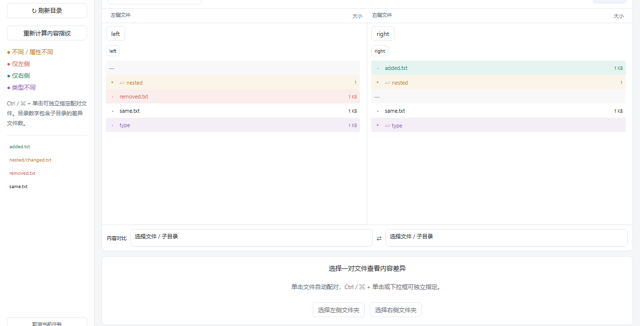 ↻ 刷新目录
重新计算内容指纹
● 不同 / 属性不同
● 仅左侧
● 仅右侧
● 类型不同
Ctrl / ⌘ + 单击可独立指定配对文件。目录数字包含子目录的差异文件数。
added.txt
nested/changed.txt
removed.txt
same.txt
取消当前任务
左侧文件 大小
left
left
—
nested 1
removed.txt 1 KB
same.txt 1 KB
type 1 KB
右侧文件 大小
right
right
added.txt 1 KB
nested 1
—
same.txt 1 KB
type
内容对比 选择文件 / 子目录 ⇄ 选择文件 / 子目录
选择一对文件查看内容差异
单击文件自动配对，Ctrl / ⌘ + 单击或下拉框可独立指定。
选择左侧文件夹 选择右侧文件夹